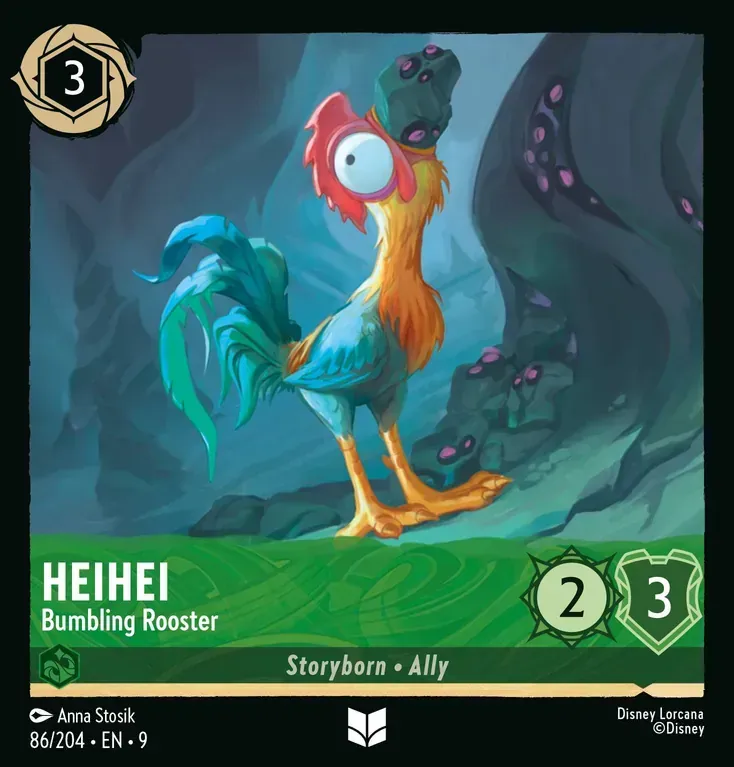 3
HEIHEI
Bumbling Rooster
2 3
Storyborn • Ally
Anna Stosik
86/204 • EN • 9
Disney Lorcana
©Disney